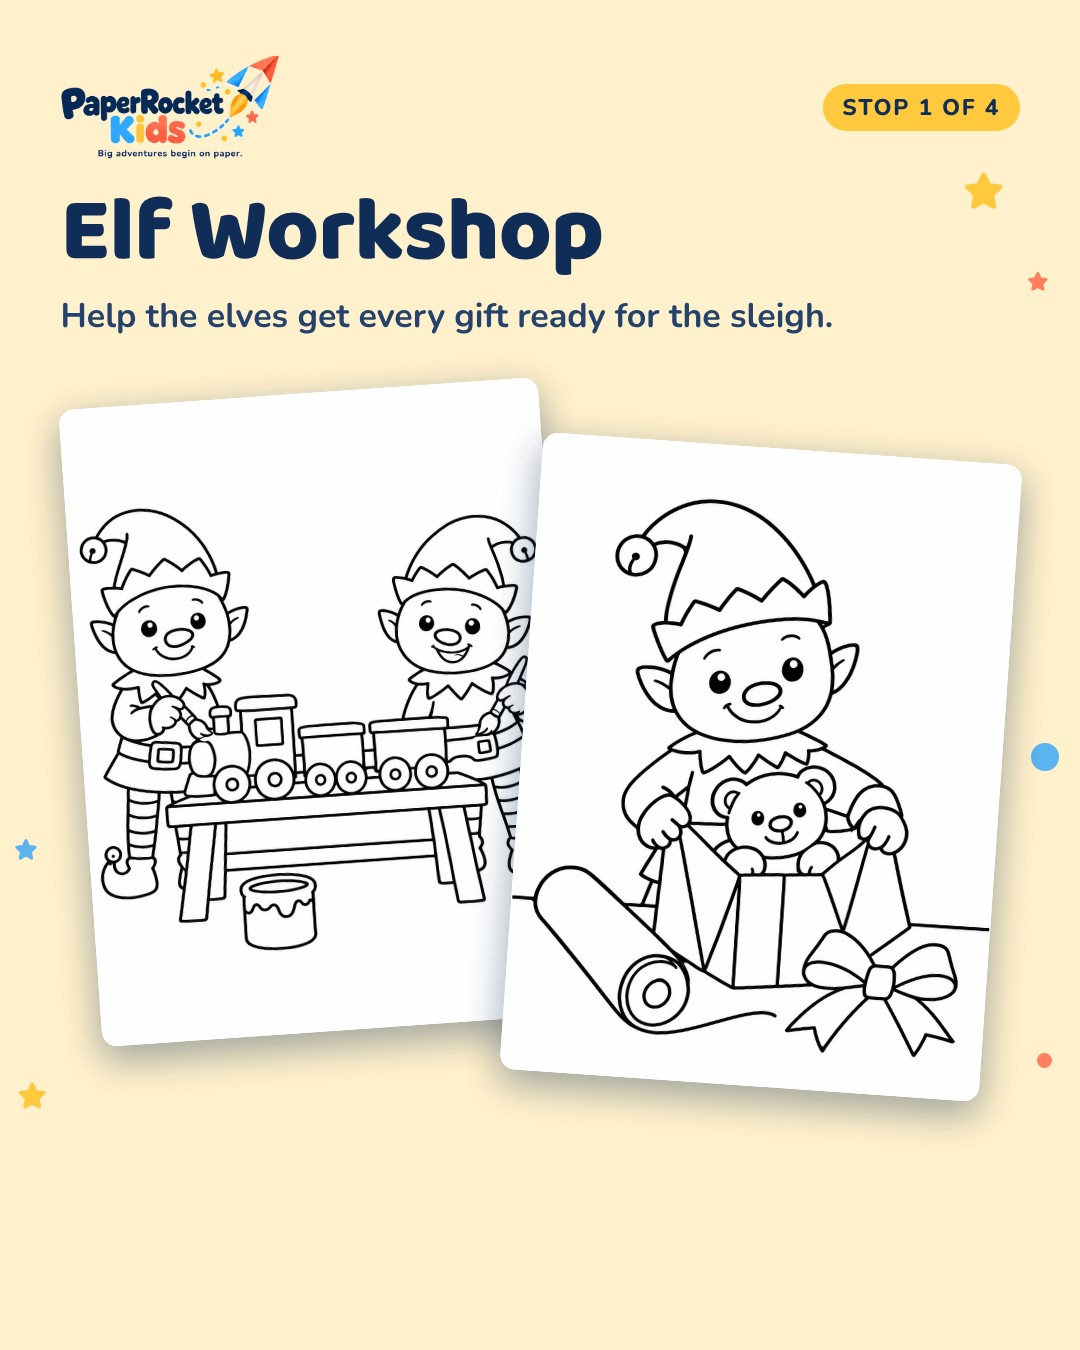 PaperRocket
Kids
Big adventures begin on paper.
STOP 1 OF 4
Elf Workshop
Help the elves get every gift ready for the sleigh.